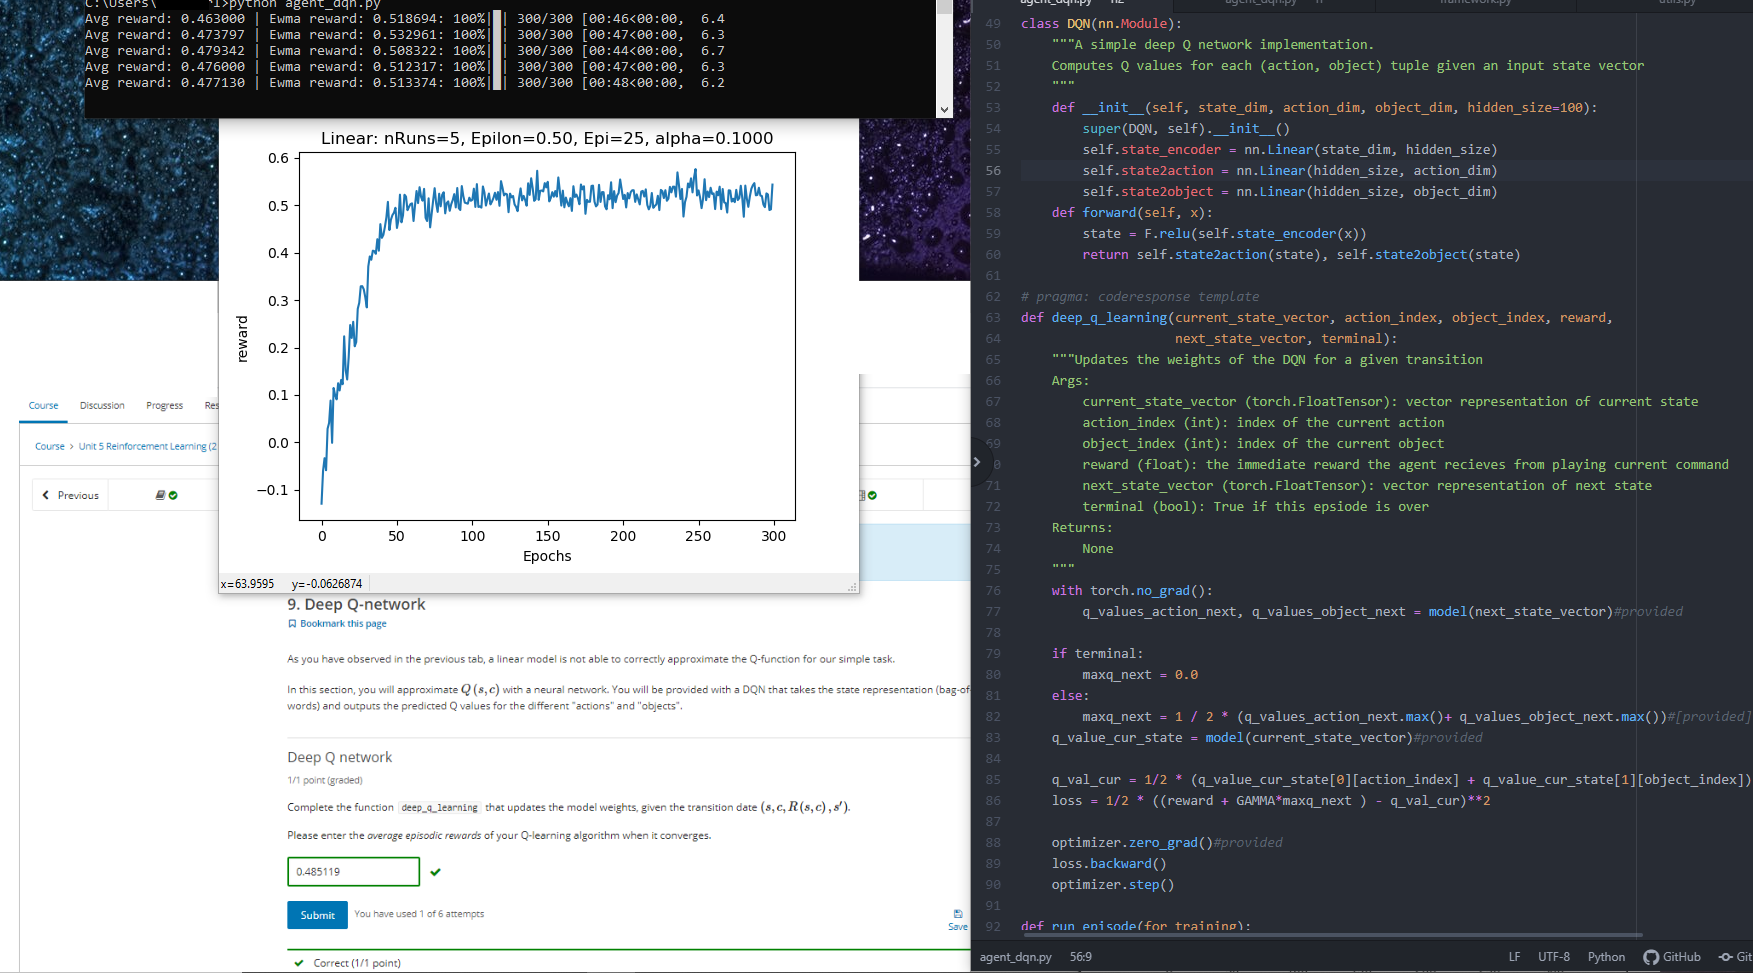 C:\Users\ l>python agent_dqn.py
Avg reward: 0.463000 | Ewma reward: 0.518694: 100%| | 300/300 [00:46<00:00, 6.4
Avg reward: 0.473797 | Ewma reward: 0.532961: 100%| | 300/300 [00:47<00:00, 6.3
Avg reward: 0.479342 | Ewma reward: 0.508322: 100%| | 300/300 [00:44<00:00, 6.7
Avg reward: 0.476000 | Ewma reward: 0.512317: 100%| | 300/300 [00:47<00:00, 6.3
Avg reward: 0.477130 | Ewma reward: 0.513374: 100%| | 300/300 [00:48<00:00, 6.2
Linear: nRuns=5, Epilon=0.50, Epi=25, alpha=0.1000
0.6
0.5
0.4
0.3
0.2
0.1
0.0
−0.1
reward
0 50 100 150 200 250 300
Epochs
x=63.9595 y=-0.0626874
Course Discussion Progress Res
Course > Unit 5 Reinforcement Learning (2
Previous
9. Deep Q-network
Bookmark this page
As you have observed in the previous tab, a linear model is not able to correctly approximate the Q-function for our simple task.
In this section, you will approximate Q (s, c) with a neural network. You will be provided with a DQN that takes the state representation (bag-of-
words) and outputs the predicted Q values for the different "actions" and "objects".
Deep Q network
1/1 point (graded)
Complete the function deep_q_learning that updates the model weights, given the transition date (s, c, R (s, c) , s′).
Please enter the average episodic rewards of your Q-learning algorithm when it converges.
0.485119
Submit You have used 1 of 6 attempts
Save
Correct (1/1 point)
agent_dqn.py agent_dqn.py framework.py utils.py
49 class DQN(nn.Module):
50 """A simple deep Q network implementation.
51 Computes Q values for each (action, object) tuple given an input state vector
52 """
53 def __init__(self, state_dim, action_dim, object_dim, hidden_size=100):
54 super(DQN, self).__init__()
55 self.state_encoder = nn.Linear(state_dim, hidden_size)
56 self.state2action = nn.Linear(hidden_size, action_dim)
57 self.state2object = nn.Linear(hidden_size, object_dim)
58 def forward(self, x):
59 state = F.relu(self.state_encoder(x))
60 return self.state2action(state), self.state2object(state)
61
62 # pragma: coderesponse template
63 def deep_q_learning(current_state_vector, action_index, object_index, reward,
64 next_state_vector, terminal):
65 """Updates the weights of the DQN for a given transition
66 Args:
67 current_state_vector (torch.FloatTensor): vector representation of current state
68 action_index (int): index of the current action
69 object_index (int): index of the current object
0 reward (float): the immediate reward the agent recieves from playing current command
71 next_state_vector (torch.FloatTensor): vector representation of next state
72 terminal (bool): True if this epsiode is over
73 Returns:
74 None
75 """
76 with torch.no_grad():
77 q_values_action_next, q_values_object_next = model(next_state_vector)#provided
78
79 if terminal:
80 maxq_next = 0.0
81 else:
82 maxq_next = 1 / 2 * (q_values_action_next.max()+ q_values_object_next.max())#[provided]
83 q_value_cur_state = model(current_state_vector)#provided
84
85 q_val_cur = 1/2 * (q_value_cur_state[0][action_index] + q_value_cur_state[1][object_index])
86 loss = 1/2 * ((reward + GAMMA*maxq_next ) - q_val_cur)**2
87
88 optimizer.zero_grad()#provided
89 loss.backward()
90 optimizer.step()
91
92 def run_episode(for_training):
agent_dqn.py 56:9 LF UTF-8 Python GitHub Git